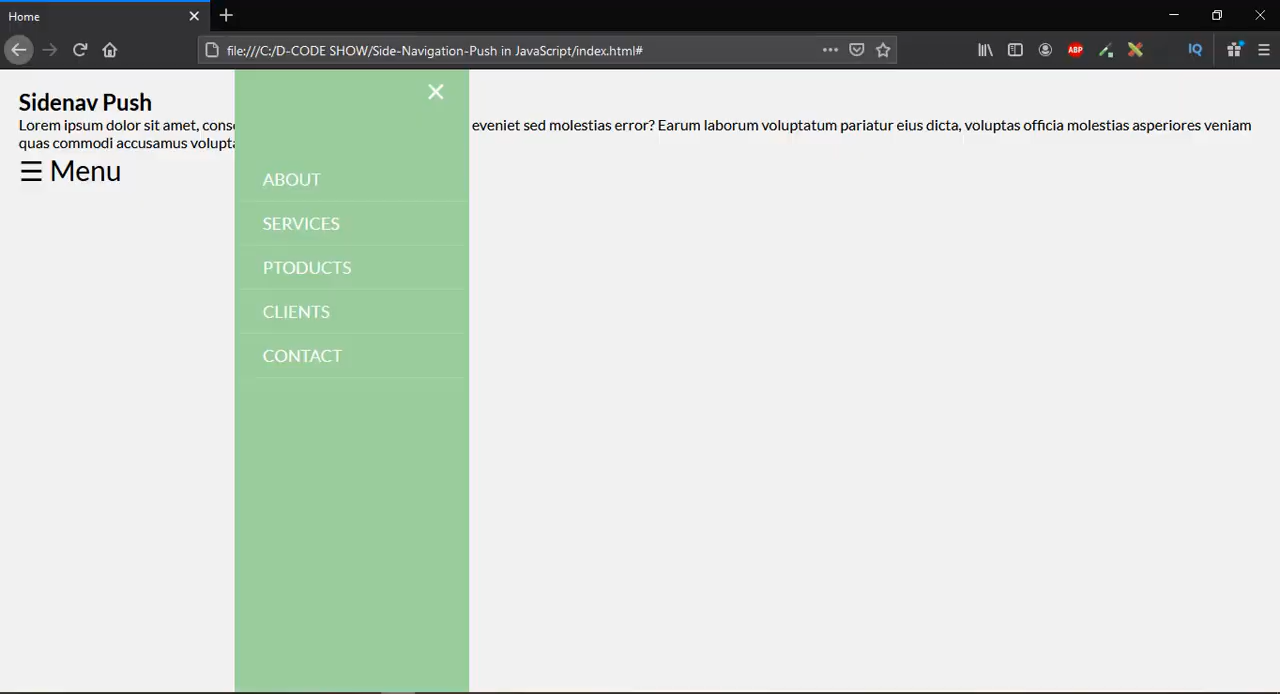 Home
file:///C:/D-CODE SHOW/Side-Navigation-Push in JavaScript/index.html#
ABP
IQ
Sidenav Push
Lorem ipsum dolor sit amet, eveniet sed molestias error? Earum laborum voluptatum pariatur eius dicta, voluptas officia molestias asperiores veniam
quas commodi accusamus
☰ Menu
×
ABOUT
SERVICES
PTODUCTS
CLIENTS
CONTACT